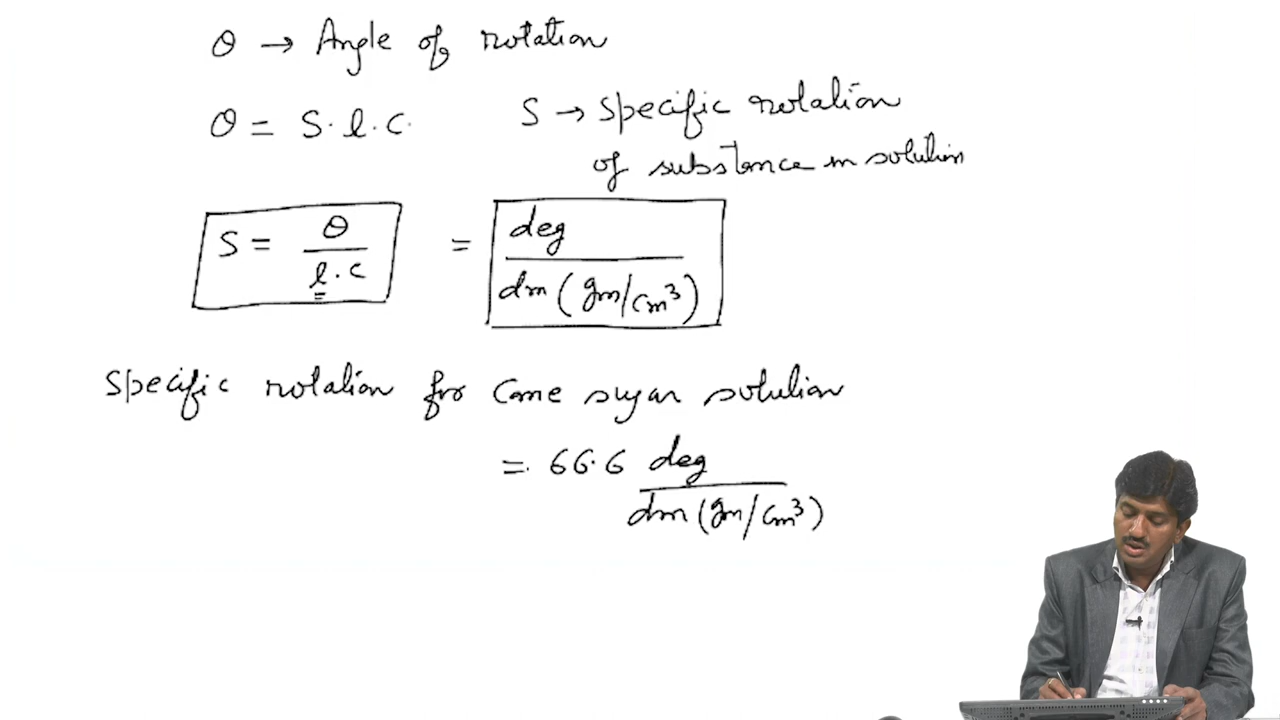 θ → Angle of rotation
θ = S. l. C.
S → specific rotation
of substance in solution
S = θ / l. c = deg / dm (gm/cm³)
Specific rotation for Cane sugar solution
= 66.6 deg / dm (gm/cm³)